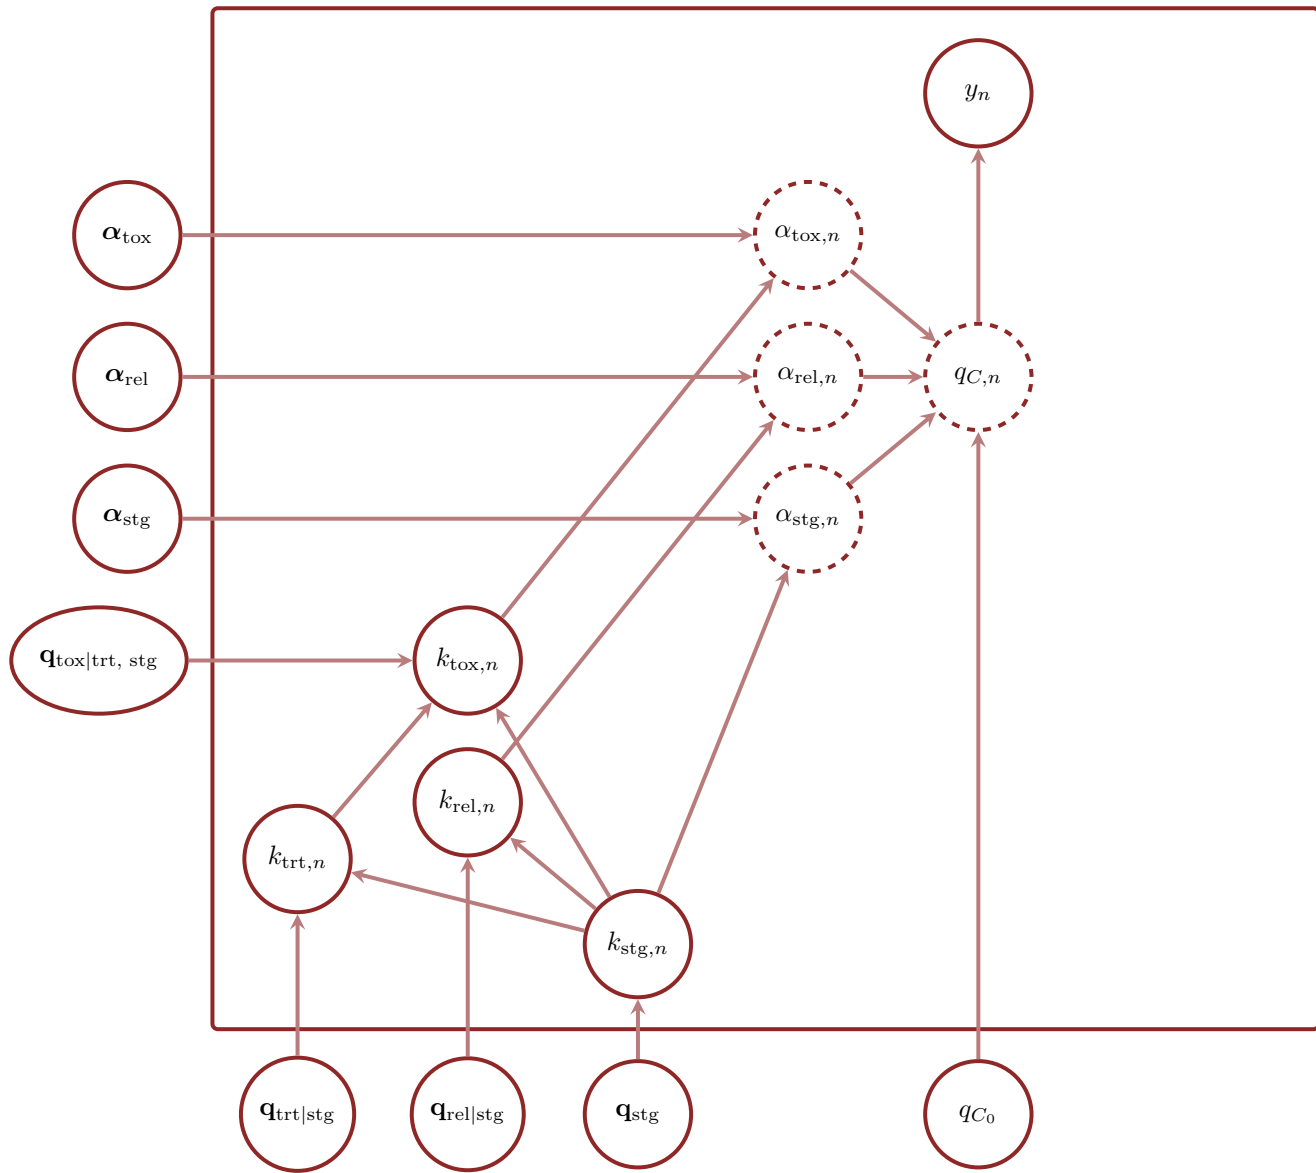 yₙ
α_tox
α_tox,n
α_rel
α_rel,n
q_C,n
α_stg
α_stg,n
q_tox|trt, stg
k_tox,n
k_rel,n
k_trt,n
k_stg,n
q_trt|stg
q_rel|stg
q_stg
q_C₀